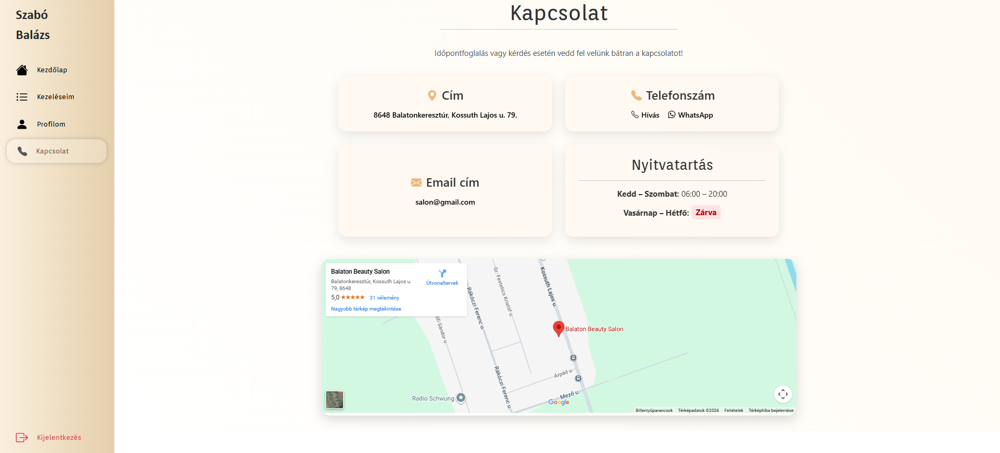 Szabó
Balázs
Kezdőlap
Kezeléseim
Profilom
Kapcsolat
Kijelentkezés
Kapcsolat
Időpontfoglalás vagy kérdés esetén vedd fel velünk bátran a kapcsolatot!
Cím
8648 Balatonkeresztúr, Kossuth Lajos u. 79.
Telefonszám
Hívás WhatsApp
Email cím
salon@gmail.com
Nyitvatartás
Kedd – Szombat: 06:00 – 20:00
Vasárnap – Hétfő: Zárva
Balaton Beauty Salon
Balatonkeresztúr, Kossuth Lajos u.
79, 8648
5,0 ★★★★★ 31 vélemény
Nagyobb térkép megtekintése
Útvonaltervek
Rákóczi Ferenc u.
Gr. Festetics Kristóf u.
Kossuth Lajos u.
ófi Sándor u.
Balaton Beauty Salon
Rákóczi Ferenc u.
Árpád u.
Mező u.
Radio Schwung
Google
Billentyűparancsok
Térképadatok ©2026
Feltételek
Térképhiba bejelentése